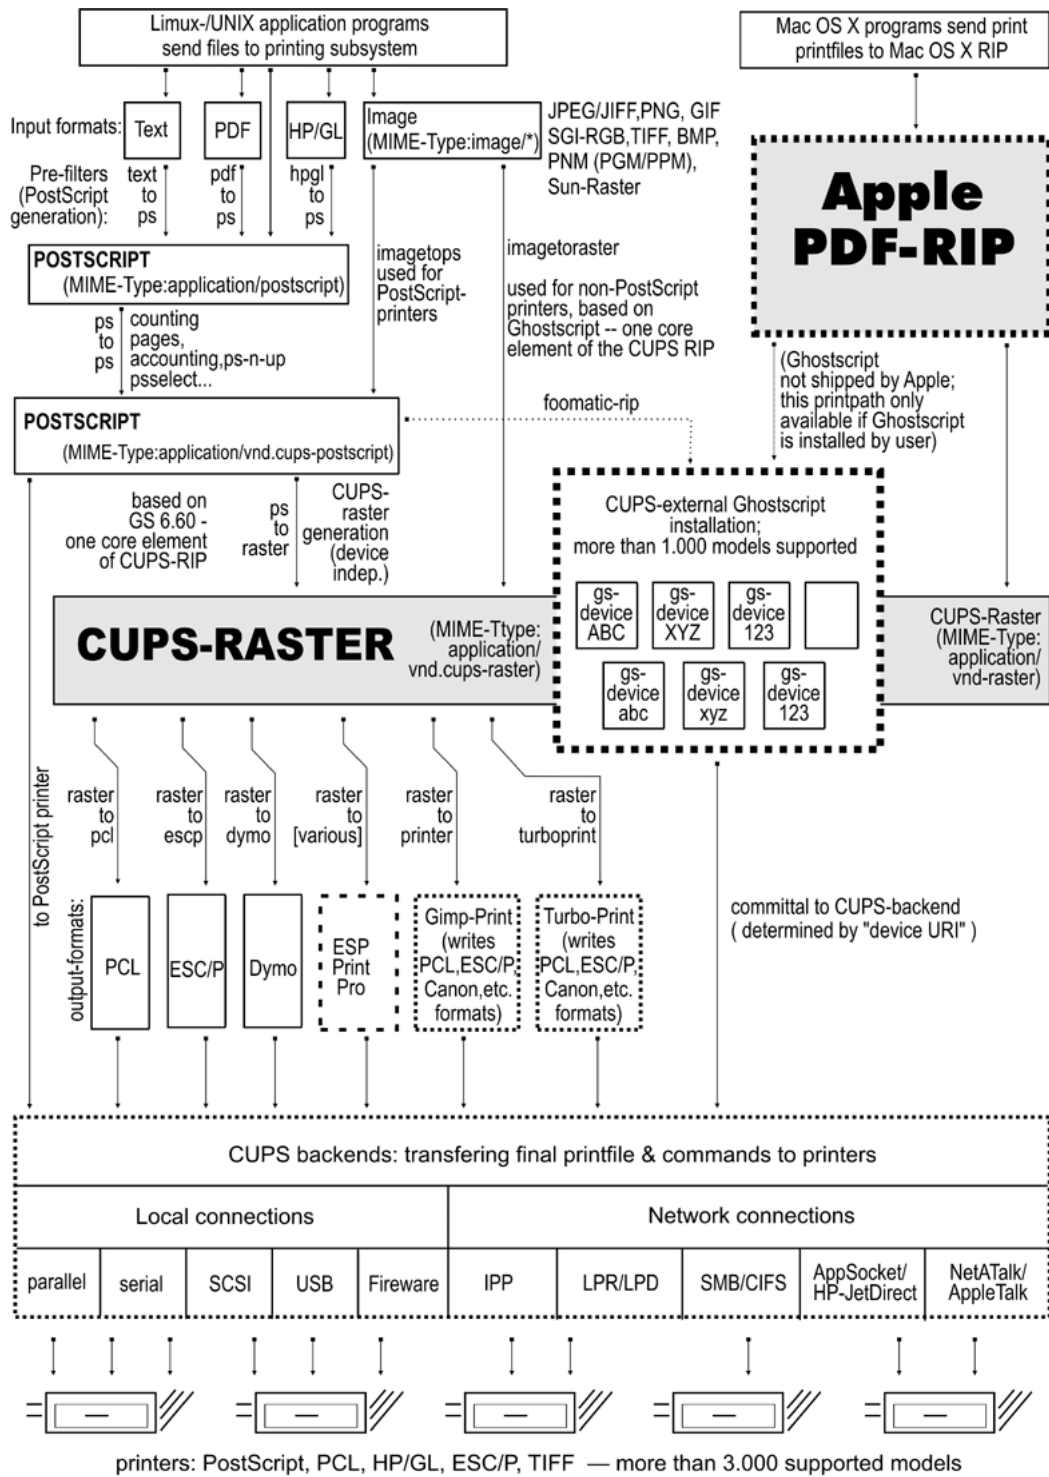 Limux-/UNIX application programs
send files to printing subsystem
Mac OS X programs send print
printfiles to Mac OS X RIP
Input formats:
Text
PDF
HP/GL
Image
(MIME-Type:image/*)
JPEG/JIFF,PNG, GIF
SGI-RGB,TIFF, BMP,
PNM (PGM/PPM),
Sun-Raster
Apple
PDF-RIP
Pre-filters
(PostScript
generation):
text
to
ps
pdf
to
ps
hpgl
to
ps
POSTSCRIPT
(MIME-Type:application/postscript)
imagetops
used for
PostScript-
printers
imagetoraster
used for non-PostScript
printers, based on
Ghostscript -- one core
element of the CUPS RIP
ps
to
ps
counting
pages,
accounting,ps-n-up
psselect...
(Ghostscript
not shipped by Apple;
this printpath only
available if Ghostscript
is installed by user)
POSTSCRIPT
(MIME-Type:application/vnd.cups-postscript)
foomatic-rip
based on
GS 6.60 -
one core element
of CUPS-RIP
ps
to
raster
CUPS-
raster
generation
(device
indep.)
CUPS-external Ghostscript
installation;
more than 1.000 models supported
gs-
device
ABC
gs-
device
XYZ
gs-
device
123
gs-
device
abc
gs-
device
xyz
gs-
device
123
CUPS-RASTER
(MIME-Ttype:
application/
vnd.cups-raster)
CUPS-Raster
(MIME-Type:
application/
vnd-raster)
to PostScript printer
raster
to
pcl
raster
to
escp
raster
to
dymo
raster
to
[various]
raster
to
printer
raster
to
turboprint
output-formats:
PCL
ESC/P
Dymo
ESP
Print
Pro
Gimp-Print
(writes
PCL,ESC/P,
Canon,etc.
formats)
Turbo-Print
(writes
PCL,ESC/P,
Canon,etc.
formats)
committal to CUPS-backend
( determined by "device URI" )
CUPS backends: transfering final printfile & commands to printers
Local connections
Network connections
parallel
serial
SCSI
USB
Fireware
IPP
LPR/LPD
SMB/CIFS
AppSocket/
HP-JetDirect
NetATalk/
AppleTalk
printers: PostScript, PCL, HP/GL, ESC/P, TIFF — more than 3.000 supported models